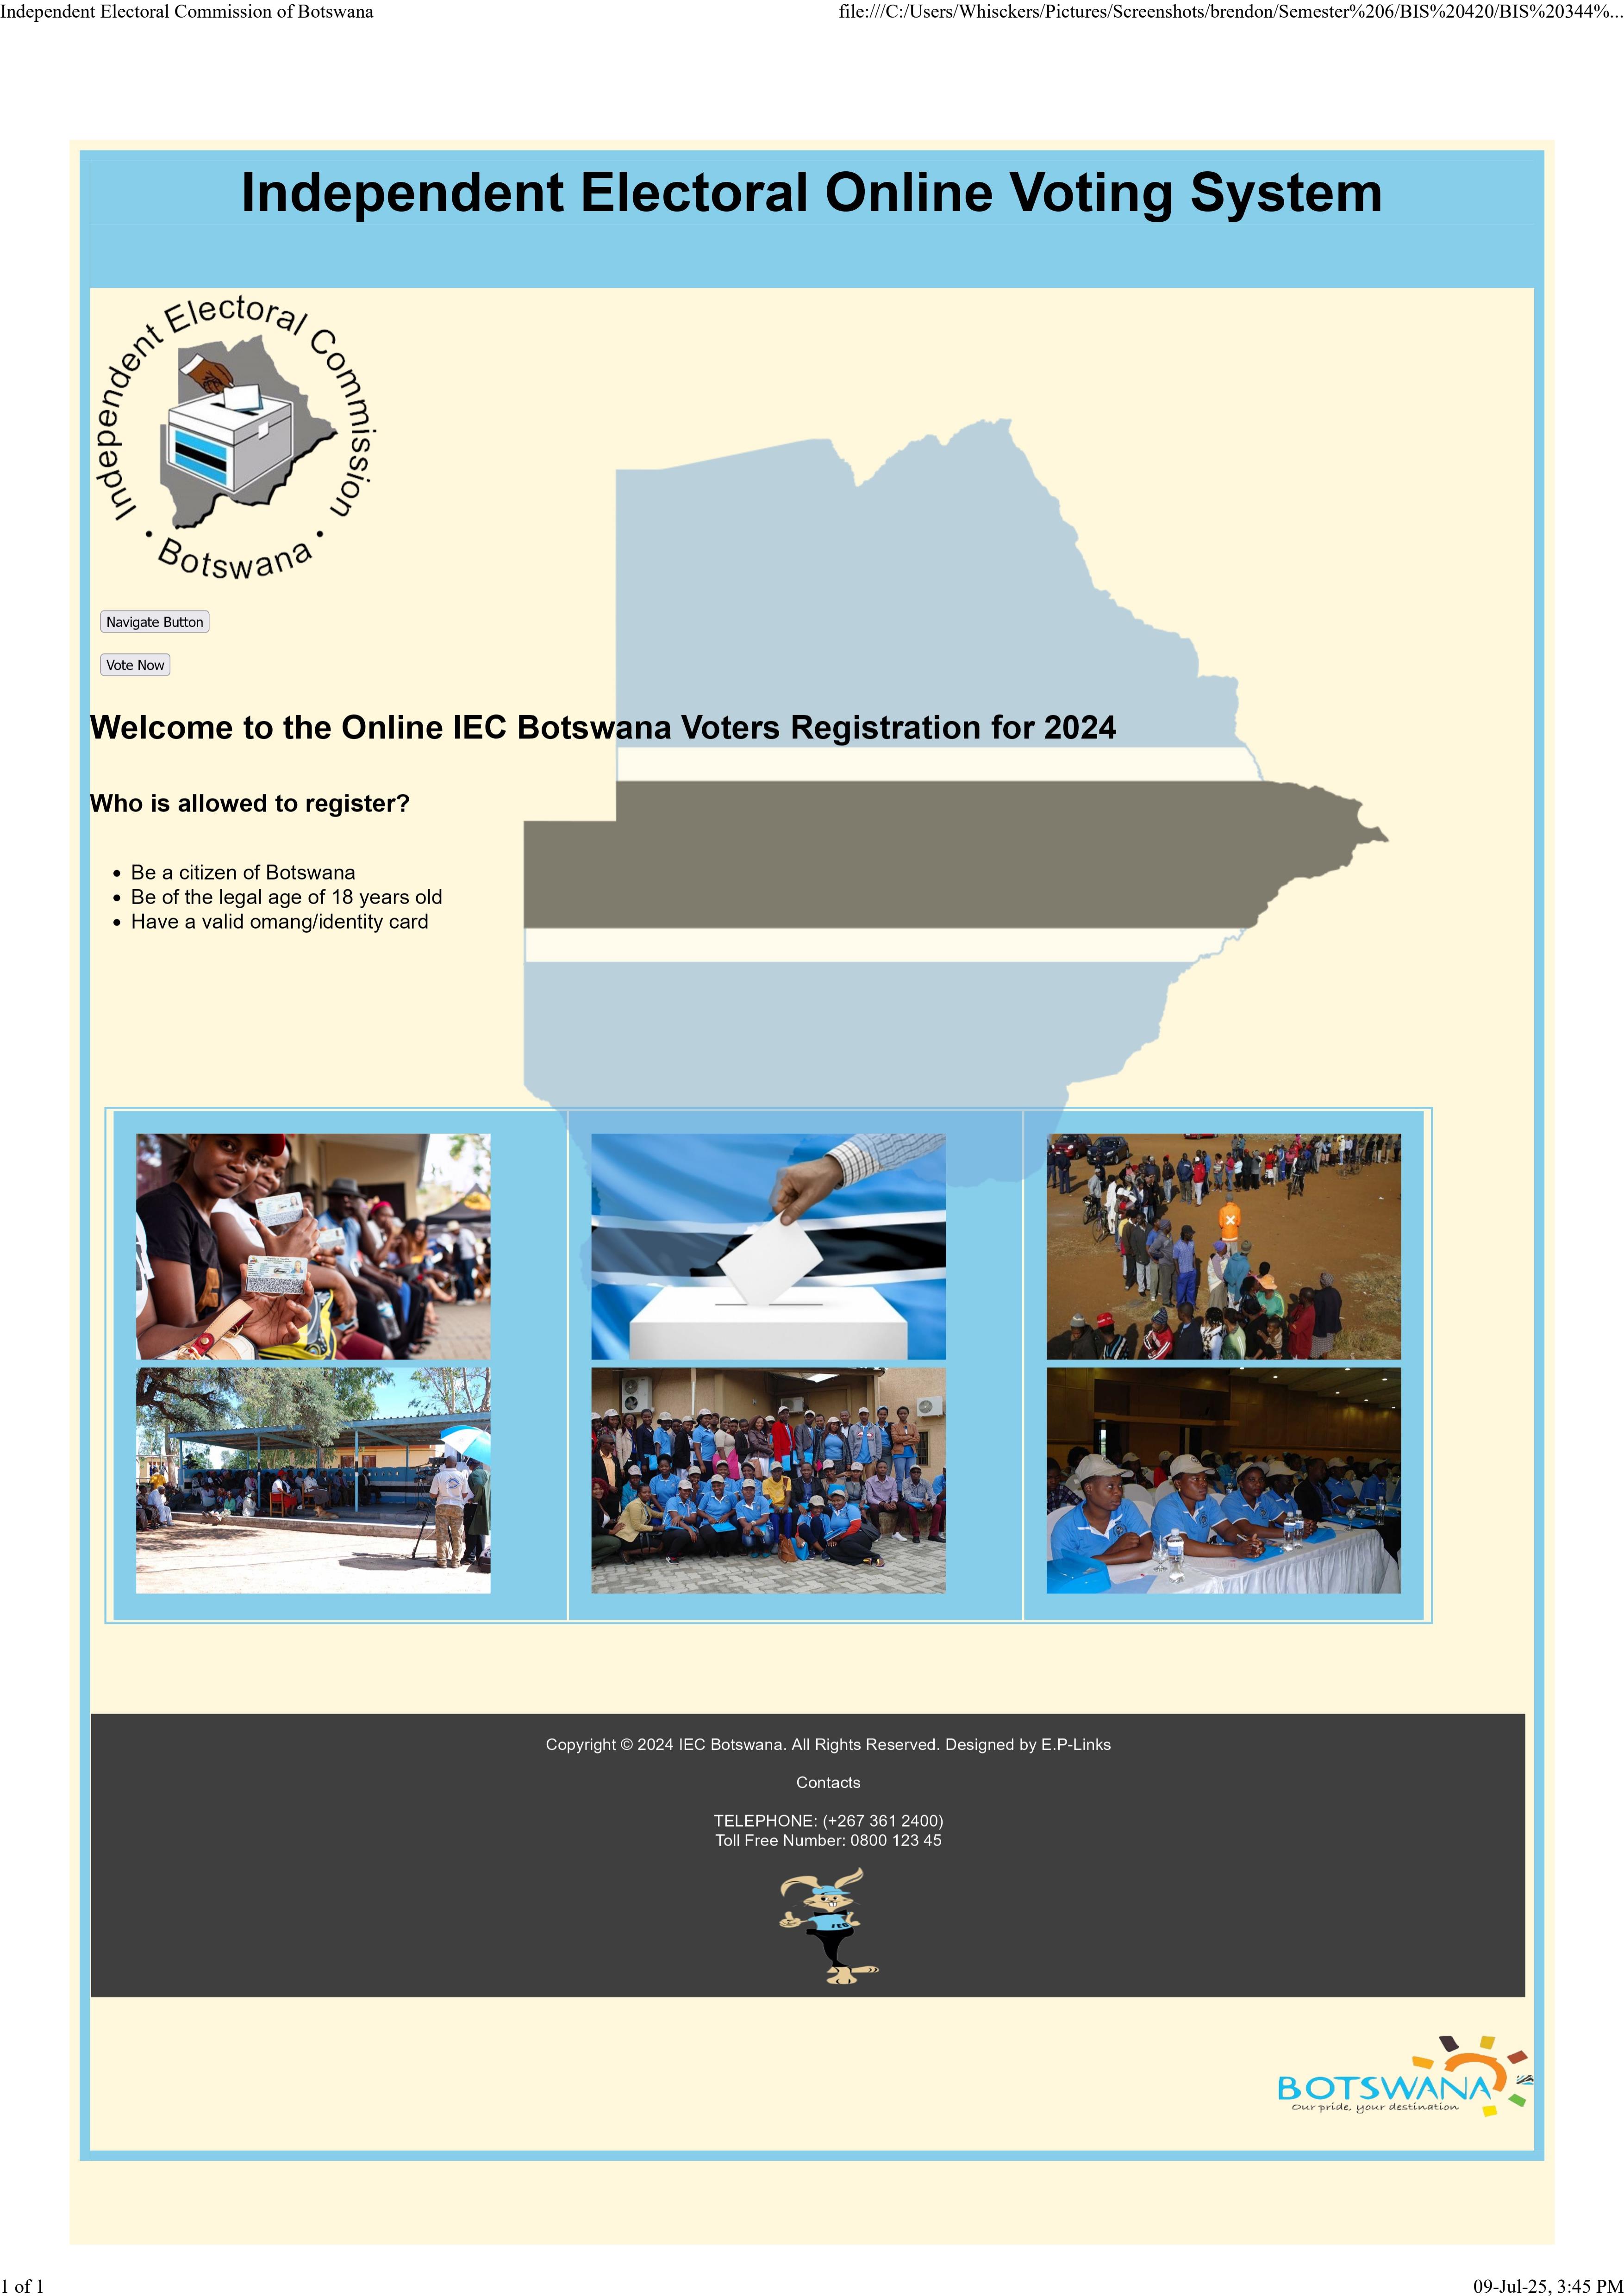 Independent Electoral Commission of Botswana
file:///C:/Users/Whisckers/Pictures/Screenshots/brendon/Semester%206/BIS%20420/BIS%20344%...
Independent Electoral Online Voting System
Independent Electoral Commission
• Botswana •
Navigate Button
Vote Now
Welcome to the Online IEC Botswana Voters Registration for 2024
Who is allowed to register?
• Be a citizen of Botswana
• Be of the legal age of 18 years old
• Have a valid omang/identity card
Copyright © 2024 IEC Botswana. All Rights Reserved. Designed by E.P-Links
Contacts
TELEPHONE: (+267 361 2400)
Toll Free Number: 0800 123 45
IEC
BOTSWANA
Our pride, your destination
1 of 1
09-Jul-25, 3:45 PM